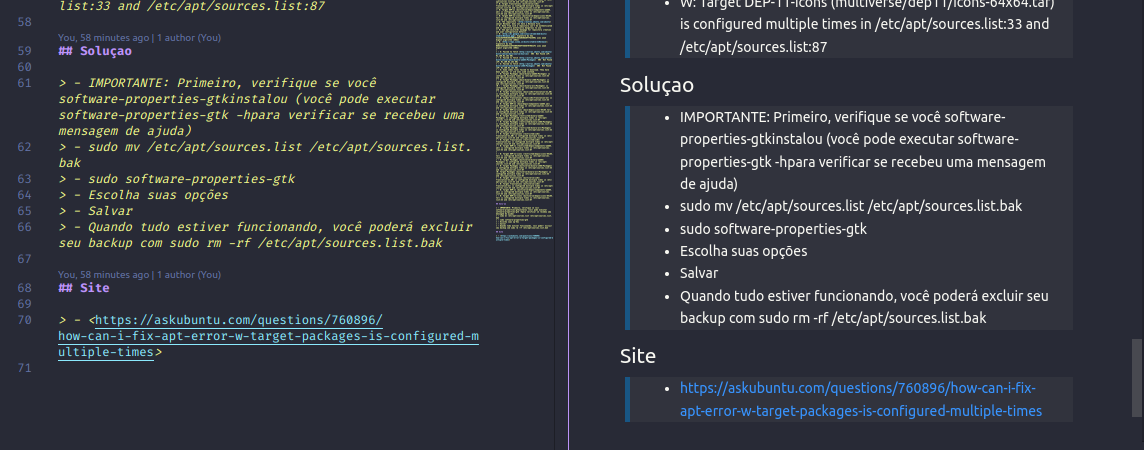 list:33 and /etc/apt/sources.list:87
58
You, 58 minutes ago | 1 author (You)
59 ## Soluçao
60
61 > - IMPORTANTE: Primeiro, verifique se você
software-properties-gtkinstalou (você pode executar
software-properties-gtk -hpara verificar se recebeu uma
mensagem de ajuda)
62 > - sudo mv /etc/apt/sources.list /etc/apt/sources.list.
bak
63 > - sudo software-properties-gtk
64 > - Escolha suas opções
65 > - Salvar
66 > - Quando tudo estiver funcionando, você poderá excluir
seu backup com sudo rm -rf /etc/apt/sources.list.bak
67
You, 58 minutes ago | 1 author (You)
68 ## Site
69
70 > - <https://askubuntu.com/questions/760896/
how-can-i-fix-apt-error-w-target-packages-is-configured-m
ultiple-times>
71
• W: Target DEP-11-icons (multiverse/dep11/icons-64x64.tar)
is configured multiple times in /etc/apt/sources.list:33 and
/etc/apt/sources.list:87
Soluçao
• IMPORTANTE: Primeiro, verifique se você software-
properties-gtkinstalou (você pode executar software-
properties-gtk -hpara verificar se recebeu uma mensagem
de ajuda)
• sudo mv /etc/apt/sources.list /etc/apt/sources.list.bak
• sudo software-properties-gtk
• Escolha suas opções
• Salvar
• Quando tudo estiver funcionando, você poderá excluir seu
backup com sudo rm -rf /etc/apt/sources.list.bak
Site
• https://askubuntu.com/questions/760896/how-can-i-fix-
apt-error-w-target-packages-is-configured-multiple-times